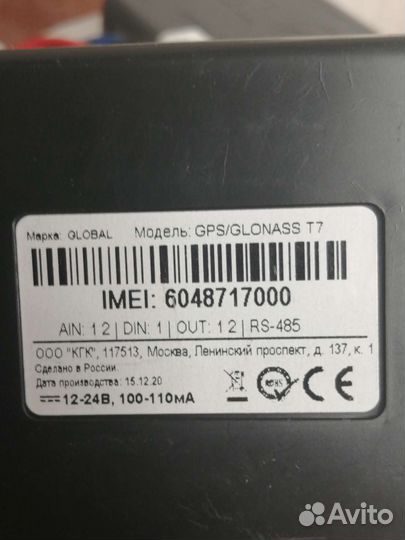 Марка: GLOBAL Модель: GPS/GLONASS T7
IMEI: 6048717000
AIN: 1 2 | DIN: 1 | OUT: 1 2 | RS-485
ООО "КГК", 117513, Москва, Ленинский проспект, д. 137, к. 1
Сделано в России.
Дата производства: 15.12.20
12-24В, 100-110мА
RoHS
CE
Avito